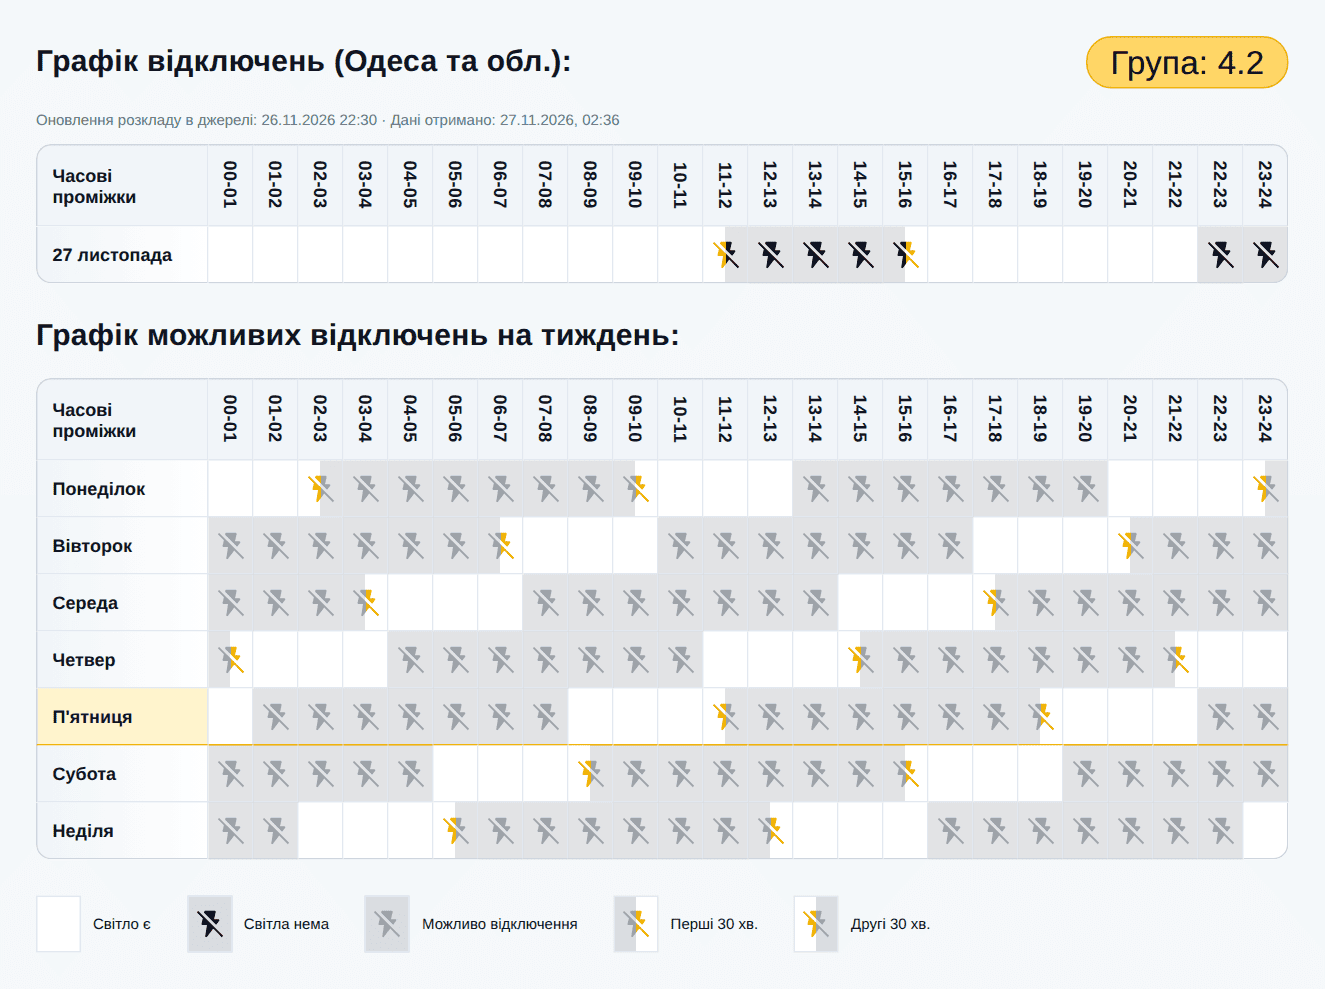 Графік відключень (Одеса та обл.):
Група: 4.2
Оновлення розкладу в джерелі: 26.11.2026 22:30 · Дані отримано: 27.11.2026, 02:36
Часові
проміжки
00-01 01-02 02-03 03-04 04-05 05-06 06-07 07-08 08-09 09-10 10-11 11-12 12-13 13-14 14-15 15-16 16-17 17-18 18-19 19-20 20-21 21-22 22-23 23-24
27 листопада
Графік можливих відключень на тиждень:
Часові
проміжки
00-01 01-02 02-03 03-04 04-05 05-06 06-07 07-08 08-09 09-10 10-11 11-12 12-13 13-14 14-15 15-16 16-17 17-18 18-19 19-20 20-21 21-22 22-23 23-24
Понеділок
Вівторок
Середа
Четвер
П'ятниця
Субота
Неділя
Світло є
Світла нема
Можливо відключення
Перші 30 хв.
Другі 30 хв.